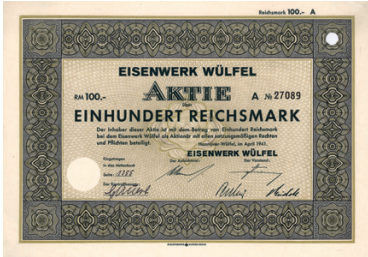 Reichsmark 100.- A
EISENWERK WÜLFEL
AKTIE
RM 100.- über A № 27089
EINHUNDERT REICHSMARK
Der Inhaber dieser Aktie ist mit dem Betrag von Einhundert Reichsmark
bei dem Eisenwerk Wülfel als Aktionär mit allen satzungsmäßigen Rechten
und Pflichten beteiligt. Hannover-Wülfel, im April 1942.
Eingetragen EISENWERK WÜLFEL
in das Aktienbuch Der Aufsichtsrat: Der Vorstand:
Seite: